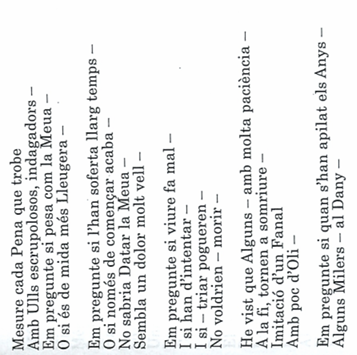 Mesure cada Pena que trobe
Amb Ulls escrupolosos, indagadors –
Em pregunte si pesa com la Meua –
O si és de mida més Lleugera –
Em pregunte si l'han soferta llarg temps –
O si només de començar acaba –
No sabria Datar la Meua –
Sembla un dolor molt vell –
Em pregunte si viure fa mal –
I si han d'intentar –
I si – triar pogueren –
No voldrien – morir –
He vist que Alguns – amb molta paciència –
A la fi, tornen a somriure –
Imitació d'un Fanal
Amb poc d'Oli –
Em pregunte si quan s'han apilat els Anys –
Alguns Milers – al Dany –